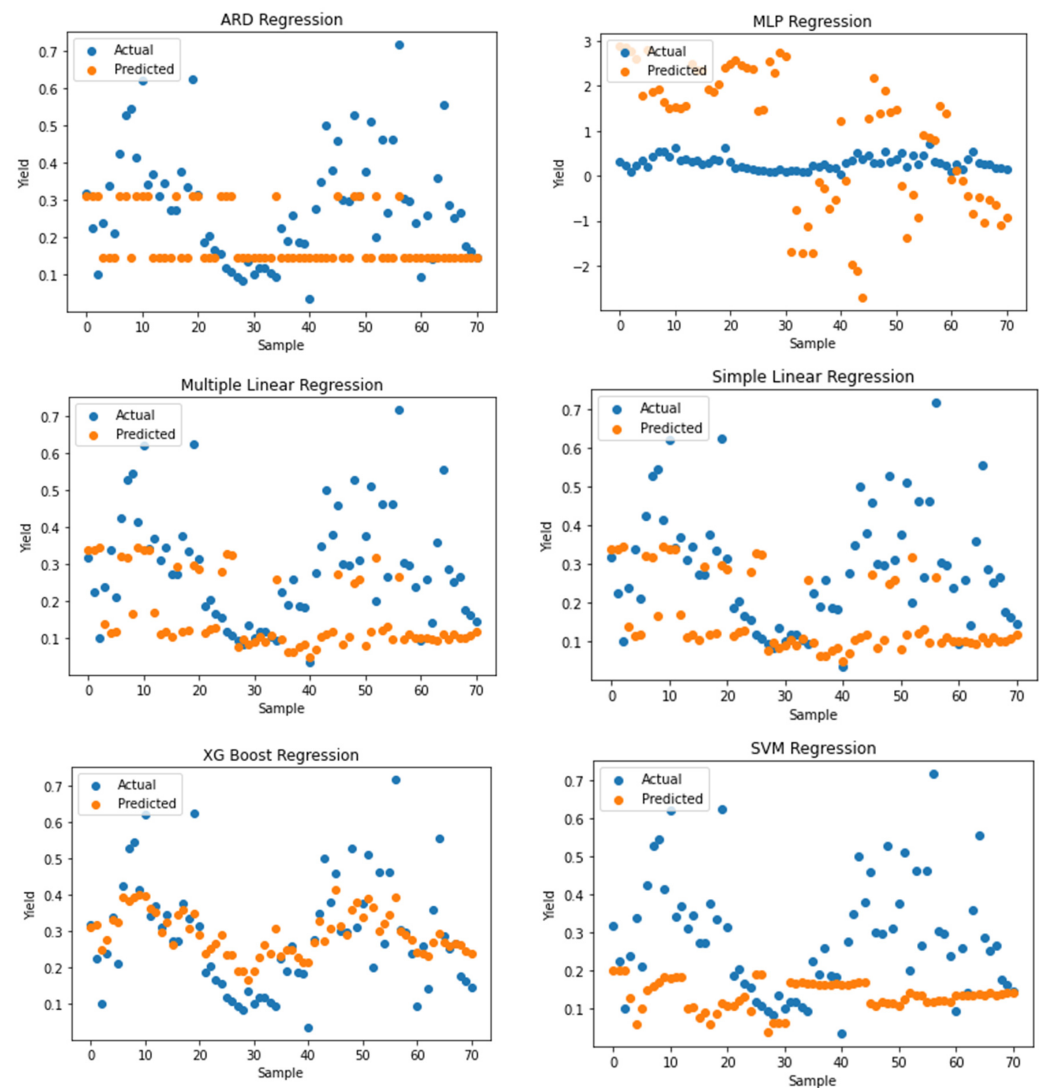 ARD Regression
Actual
Predicted
0.7
0.6
0.5
0.4
0.3
0.2
0.1
Yield
0 10 20 30 40 50 60 70
Sample
MLP Regression
Actual
Predicted
3
2
1
0
−1
−2
Yield
0 10 20 30 40 50 60 70
Sample
Multiple Linear Regression
Actual
Predicted
0.7
0.6
0.5
0.4
0.3
0.2
0.1
Yield
0 10 20 30 40 50 60 70
Sample
Simple Linear Regression
Actual
Predicted
0.7
0.6
0.5
0.4
0.3
0.2
0.1
Yield
0 10 20 30 40 50 60 70
Sample
XG Boost Regression
Actual
Predicted
0.7
0.6
0.5
0.4
0.3
0.2
0.1
Yield
0 10 20 30 40 50 60 70
Sample
SVM Regression
Actual
Predicted
0.7
0.6
0.5
0.4
0.3
0.2
0.1
Yield
0 10 20 30 40 50 60 70
Sample